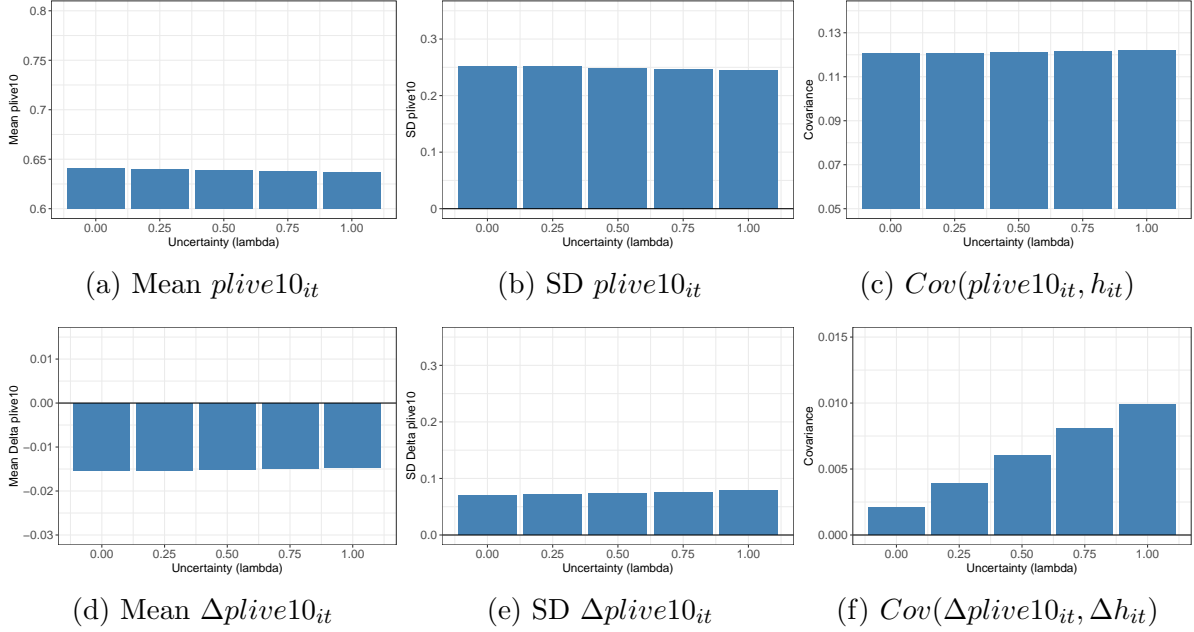 Mean plive10
0.8
0.75
0.7
0.65
0.6
0.00 0.25 0.50 0.75 1.00
Uncertainty (lambda)
(a) Mean plive10it
SD plive10
0.3
0.2
0.1
0
0.00 0.25 0.50 0.75 1.00
Uncertainty (lambda)
(b) SD plive10it
Covariance
0.13
0.11
0.09
0.07
0.05
0.00 0.25 0.50 0.75 1.00
Uncertainty (lambda)
(c) Cov(plive10it, hit)
Mean Delta plive10
0.01
0.00
−0.01
−0.02
−0.03
0.00 0.25 0.50 0.75 1.00
Uncertainty (lambda)
(d) Mean Δplive10it
SD Delta plive10
0.3
0.2
0.1
0.0
0.00 0.25 0.50 0.75 1.00
Uncertainty (lambda)
(e) SD Δplive10it
Covariance
0.015
0.010
0.005
0.000
0.00 0.25 0.50 0.75 1.00
Uncertainty (lambda)
(f) Cov(Δplive10it, Δhit)